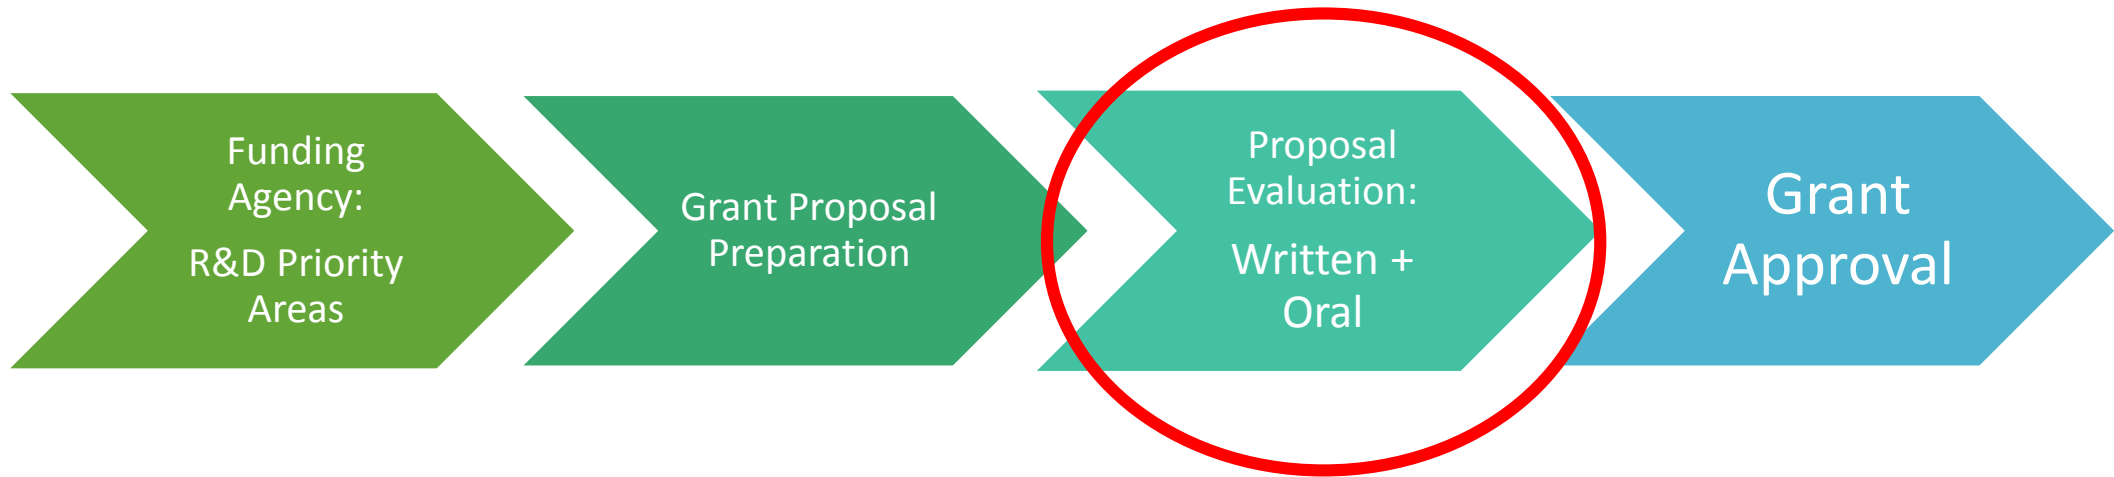 Funding
Agency:
R&D Priority
Areas
Grant Proposal
Preparation
Proposal
Evaluation:
Written +
Oral
Grant
Approval